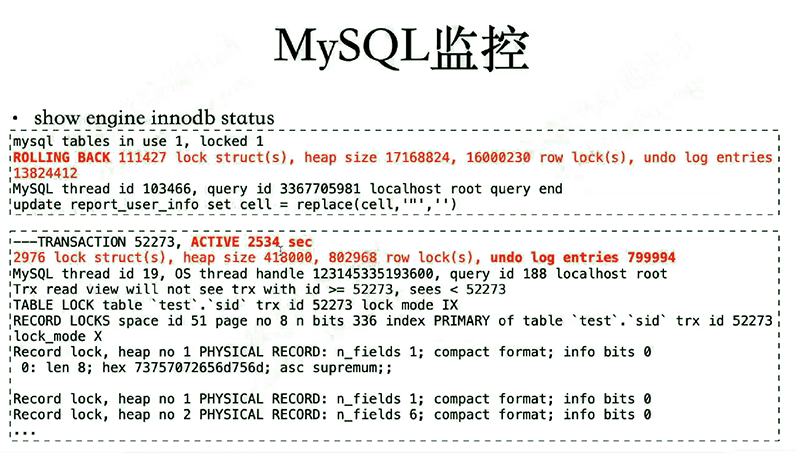 MySQL监控
• show engine innodb status
mysql tables in use 1, locked 1
ROLLING BACK 111427 lock struct(s), heap size 17168824, 16000230 row lock(s), undo log entries
13824412
MySQL thread id 103466, query id 3367705981 localhost root query end
update report_user_info set cell = replace(cell,'"','')
---TRANSACTION 52273, ACTIVE 2534 sec
2976 lock struct(s), heap size 418000, 802968 row lock(s), undo log entries 799994
MySQL thread id 19, OS thread handle 123145335193600, query id 188 localhost root
Trx read view will not see trx with id >= 52273, sees < 52273
TABLE LOCK table `test`.`sid` trx id 52273 lock mode IX
RECORD LOCKS space id 51 page no 8 n bits 336 index PRIMARY of table `test`.`sid` trx id 52273
lock_mode X
Record lock, heap no 1 PHYSICAL RECORD: n_fields 1; compact format; info bits 0
0: len 8; hex 73757072656d756d; asc supremum;;
Record lock, heap no 1 PHYSICAL RECORD: n_fields 1; compact format; info bits 0
Record lock, heap no 2 PHYSICAL RECORD: n_fields 6; compact format; info bits 0
...